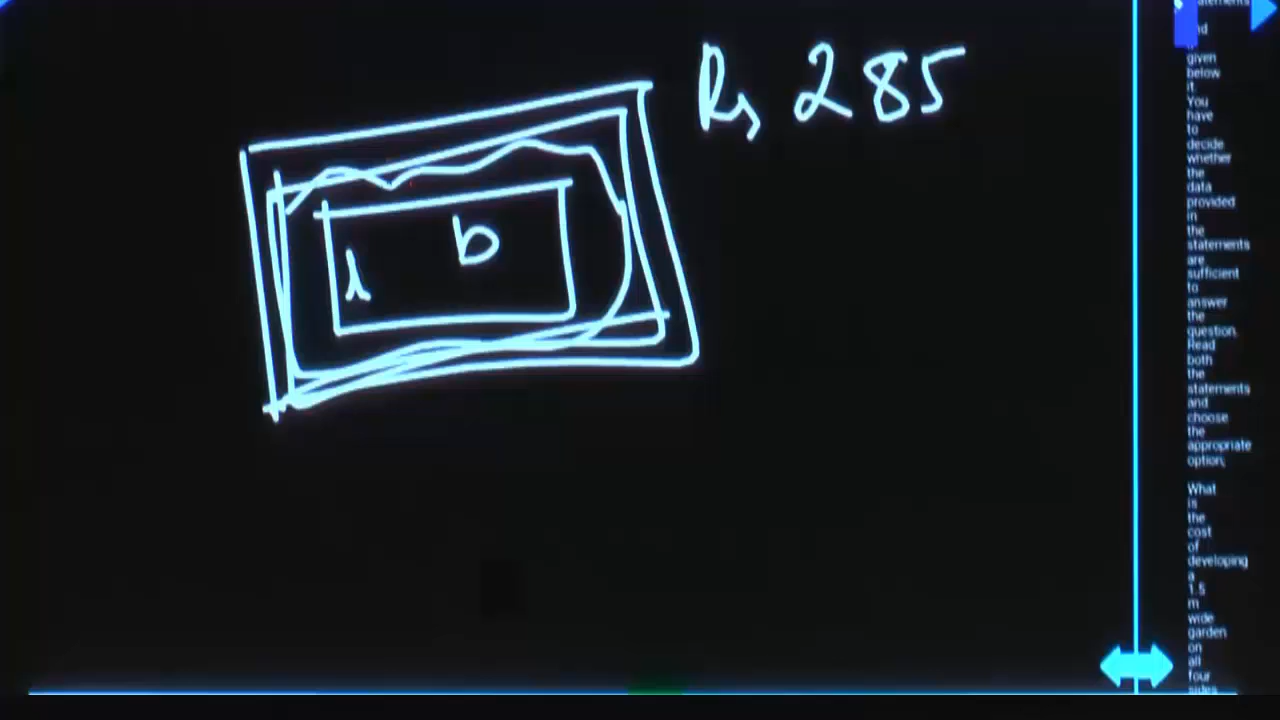 Rs 285
b
l
atements
nd
given
below
it.
You
have
to
decide
whether
the
data
provided
in
the
statements
are
sufficient
to
answer
the
question.
Read
both
the
statements
and
choose
the
appropriate
option;
What
is
the
cost
of
developing
a
1.5
m
wide
garden
on
all
four
sides